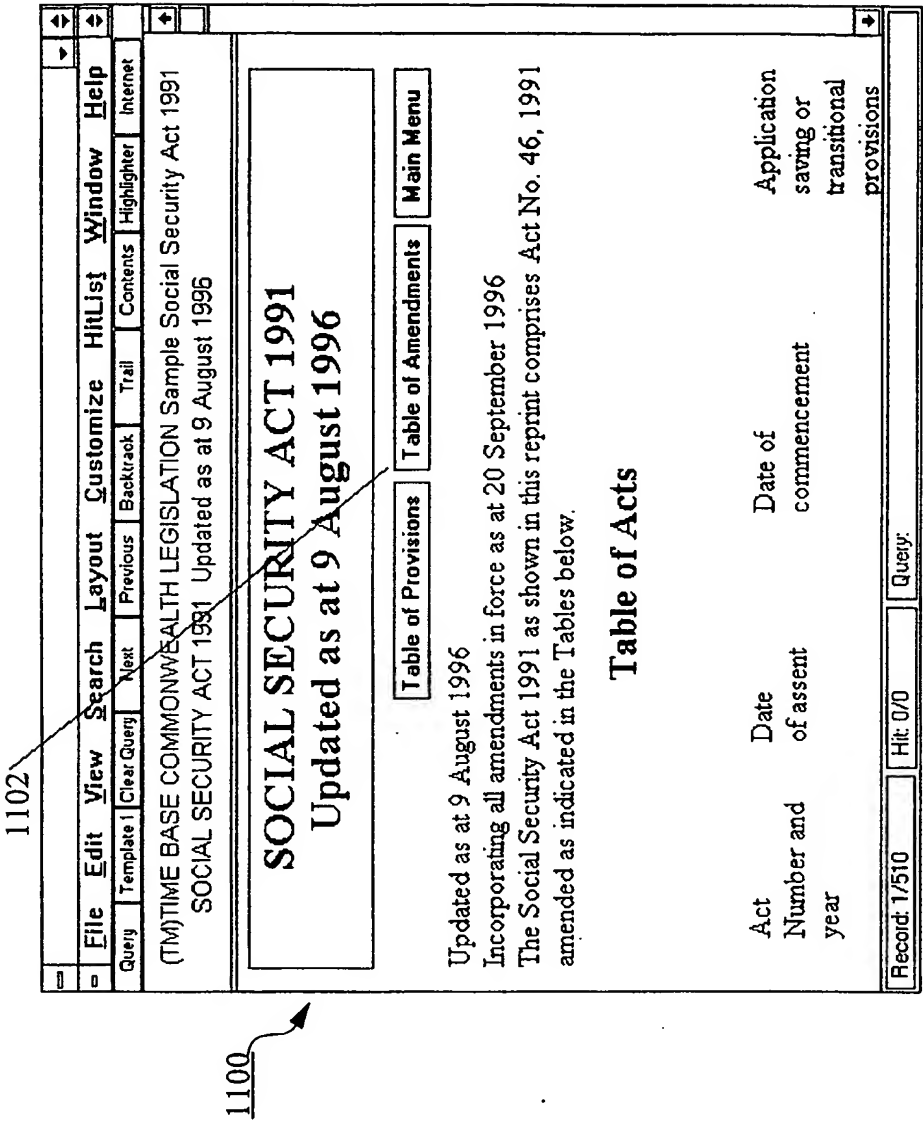 1102
1100
File Edit View Search Layout Customize HitList Window Help
Query Template 1 Clear Query Next Previous Backtrack Trail Contents Highlighter Internet
(TM)TIME BASE COMMONWEALTH LEGISLATION Sample Social Security Act 1991
SOCIAL SECURITY ACT 1991 Updated as at 9 August 1996
SOCIAL SECURITY ACT 1991
Updated as at 9 August 1996
Table of Provisions Table of Amendments Main Menu
Updated as at 9 August 1996
Incorporating all amendments in force as at 20 September 1996
The Social Security Act 1991 as shown in this reprint comprises Act No. 46, 1991
amended as indicated in the Tables below.
Table of Acts
Act Date Date of Application
Number and of assent commencement saving or
year transitional
provisions
Record: 1/510 Hit: 0/0 Query: